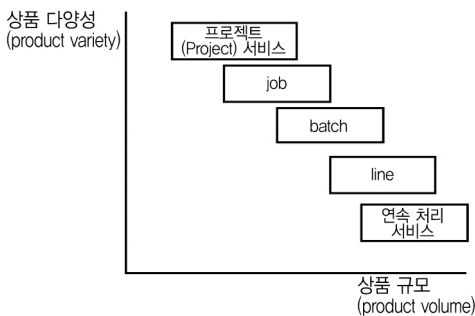 상품 다양성
(product variety)
프로젝트
(Project) 서비스
job
batch
line
연속 처리
서비스
상품 규모
(product volume)